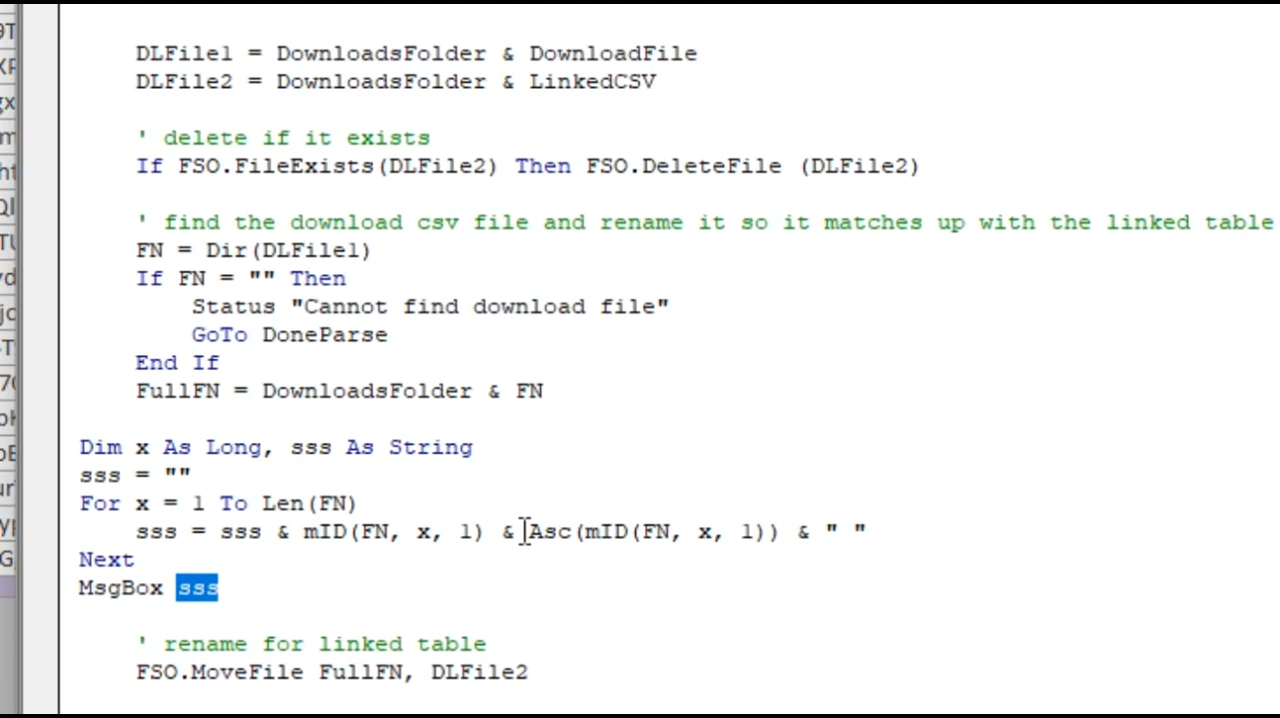 DLFile1 = DownloadsFolder & DownloadFile
DLFile2 = DownloadsFolder & LinkedCSV
' delete if it exists
If FSO.FileExists(DLFile2) Then FSO.DeleteFile (DLFile2)
' find the download csv file and rename it so it matches up with the linked table
FN = Dir(DLFile1)
If FN = "" Then
Status "Cannot find download file"
GoTo DoneParse
End If
FullFN = DownloadsFolder & FN
Dim x As Long, sss As String
sss = ""
For x = 1 To Len(FN)
sss = sss & mID(FN, x, 1) & Asc(mID(FN, x, 1)) & " "
Next
MsgBox sss
' rename for linked table
FSO.MoveFile FullFN, DLFile2